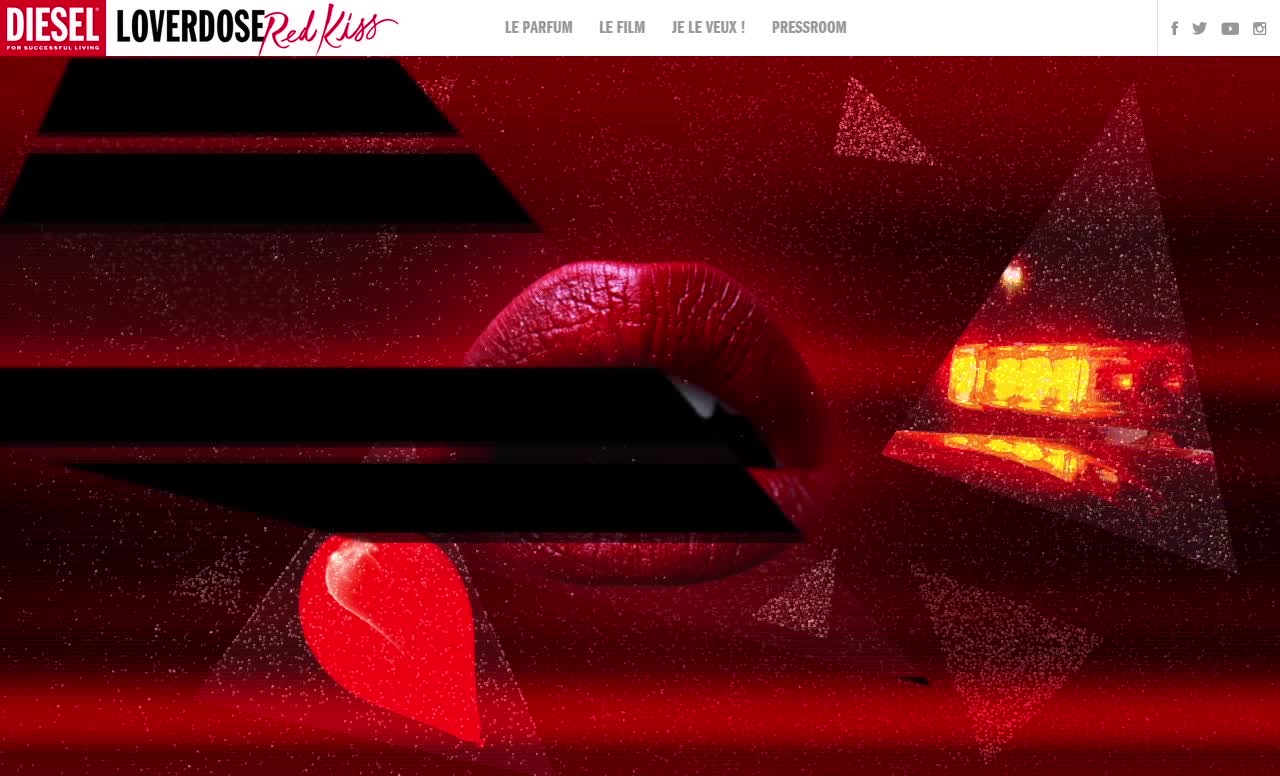 DIESEL®
FOR SUCCESSFUL LIVING
LOVERDOSE Red Kiss
LE PARFUM
LE FILM
JE LE VEUX !
PRESSROOM